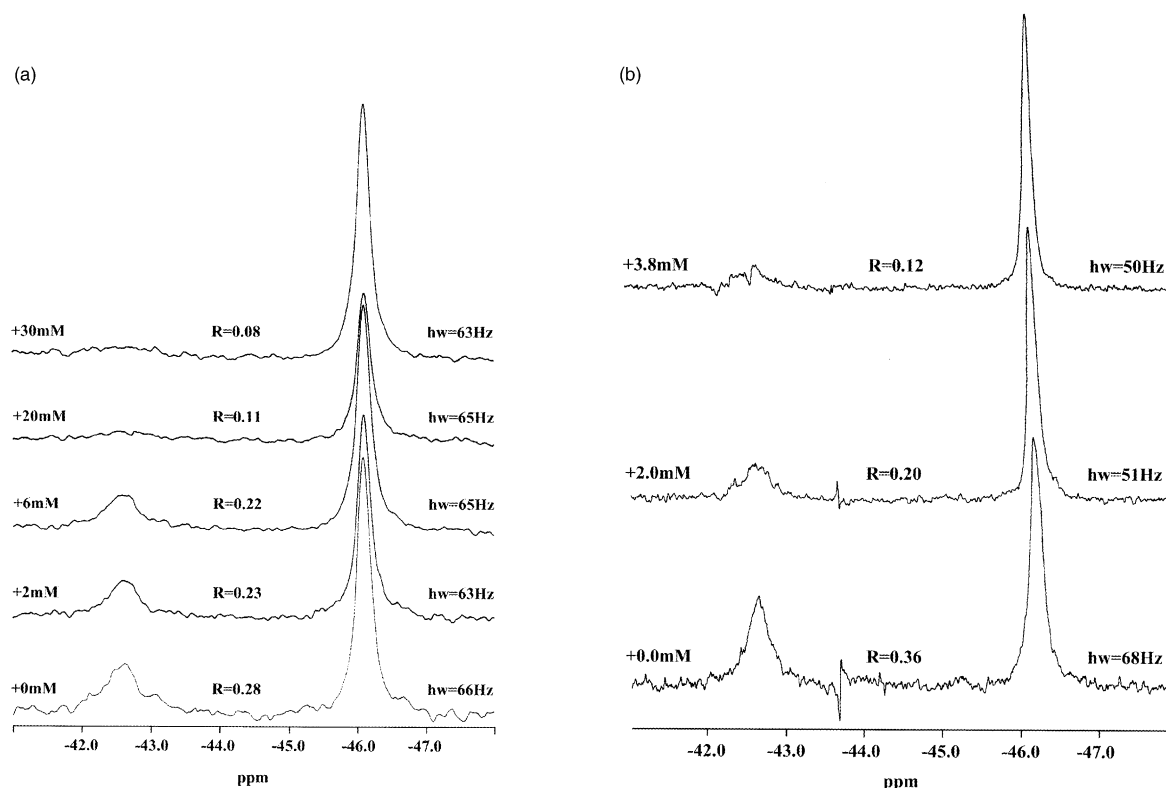 (a)
+30mM R=0.08 hw=63Hz
+20mM R=0.11 hw=65Hz
+6mM R=0.22 hw=65Hz
+2mM R=0.23 hw=63Hz
+0mM R=0.28 hw=66Hz
-42.0 -43.0 -44.0 -45.0 -46.0 -47.0
ppm
(b)
+3.8mM R=0.12 hw=50Hz
+2.0mM R=0.20 hw=51Hz
+0.0mM R=0.36 hw=68Hz
-42.0 -43.0 -44.0 -45.0 -46.0 -47.0
ppm